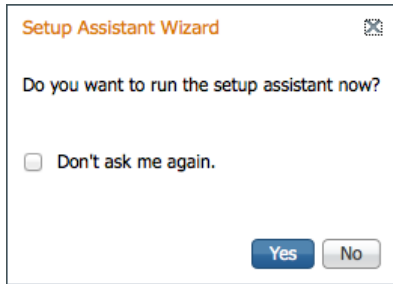 Setup Assistant Wizard
Do you want to run the setup assistant now?
Don't ask me again.
Yes No